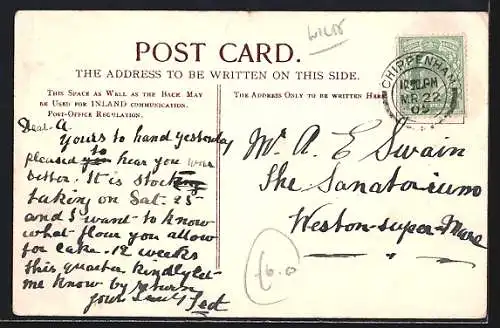 WILTS
POST CARD.
THE ADDRESS TO BE WRITTEN ON THIS SIDE.
THIS SPACE AS WELL AS THE BACK MAY
BE USED FOR INLAND COMMUNICATION.
POST-OFFICE REGULATION.
THE ADDRESS ONLY TO BE WRITTEN HERE
CHIPPENHAM
MR 22
05
Dear A.
Yours to hand yesterday
pleased to hear you were
better. It is stock
taking on Sat. 25
and I want to know
what flour you allow
for cake. 12 weeks
this quarter kindly let
me know by return
Your
Ted
Mr. A. E. Swain
The Sanatorium
Weston-super-Mare
£6.0